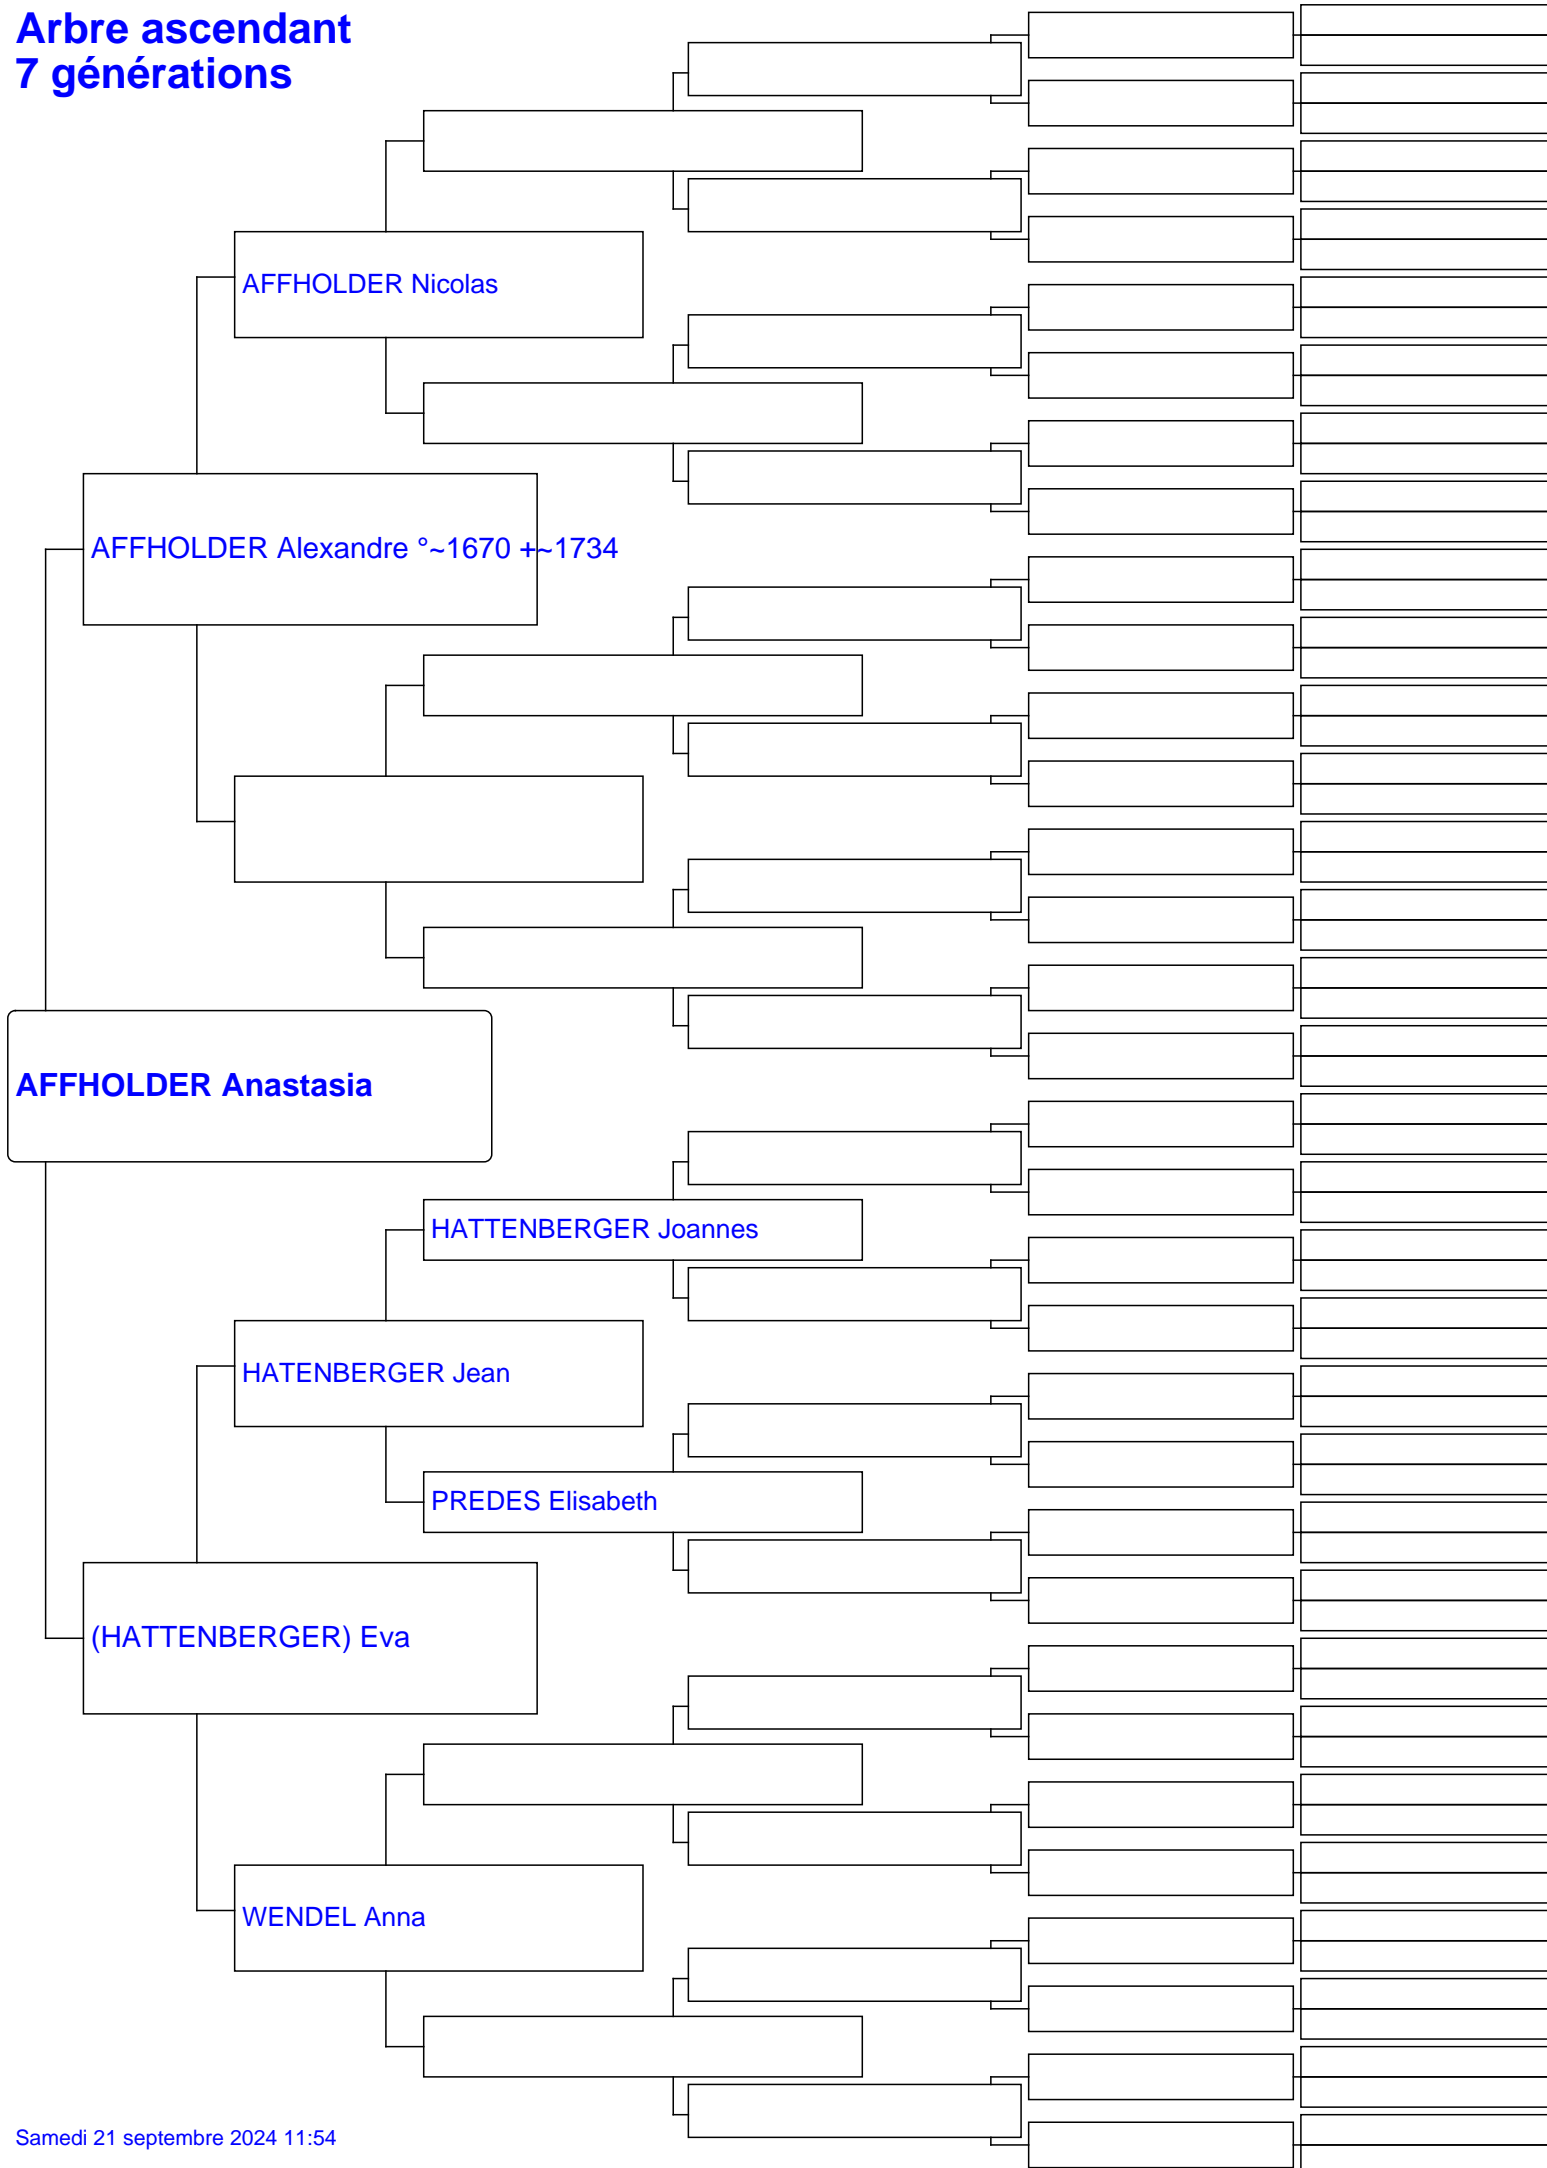 Arbre ascendant
7 générations
AFFHOLDER Nicolas
AFFHOLDER Alexandre °~1670 +~1734
AFFHOLDER Anastasia
HATTENBERGER Joannes
HATENBERGER Jean
PREDES Elisabeth
(HATTENBERGER) Eva
WENDEL Anna
Samedi 21 septembre 2024 11:54